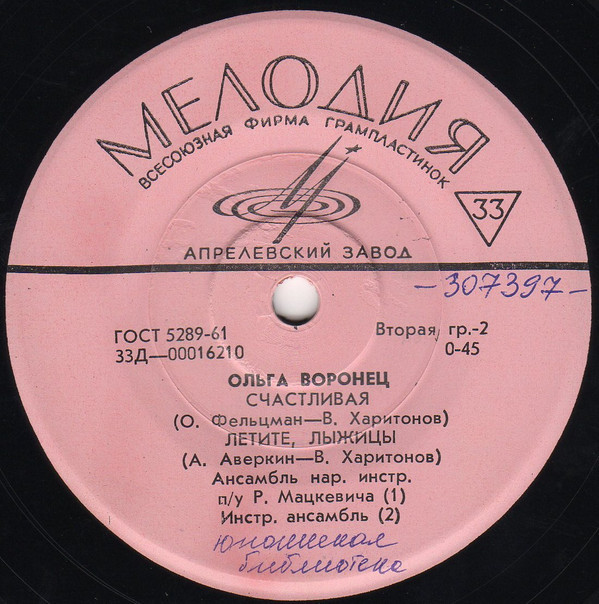 МЕЛОДИЯ
ВСЕСОЮЗНАЯ ФИРМА ГРАМПЛАСТИНОК
33
АПРЕЛЕВСКИЙ ЗАВОД
-307397-
ГОСТ 5289-61 Вторая гр.-2
33Д—00016210 0-45
ОЛЬГА ВОРОНЕЦ
СЧАСТЛИВАЯ
(О. Фельцман—В. Харитонов)
ЛЕТИТЕ, ЛЫЖИЦЫ
(А. Аверкин—В. Харитонов)
Ансамбль нар. инстр.
п/у Р. Мацкевича (1)
Инстр. ансамбль (2)
юношеская
библиотека